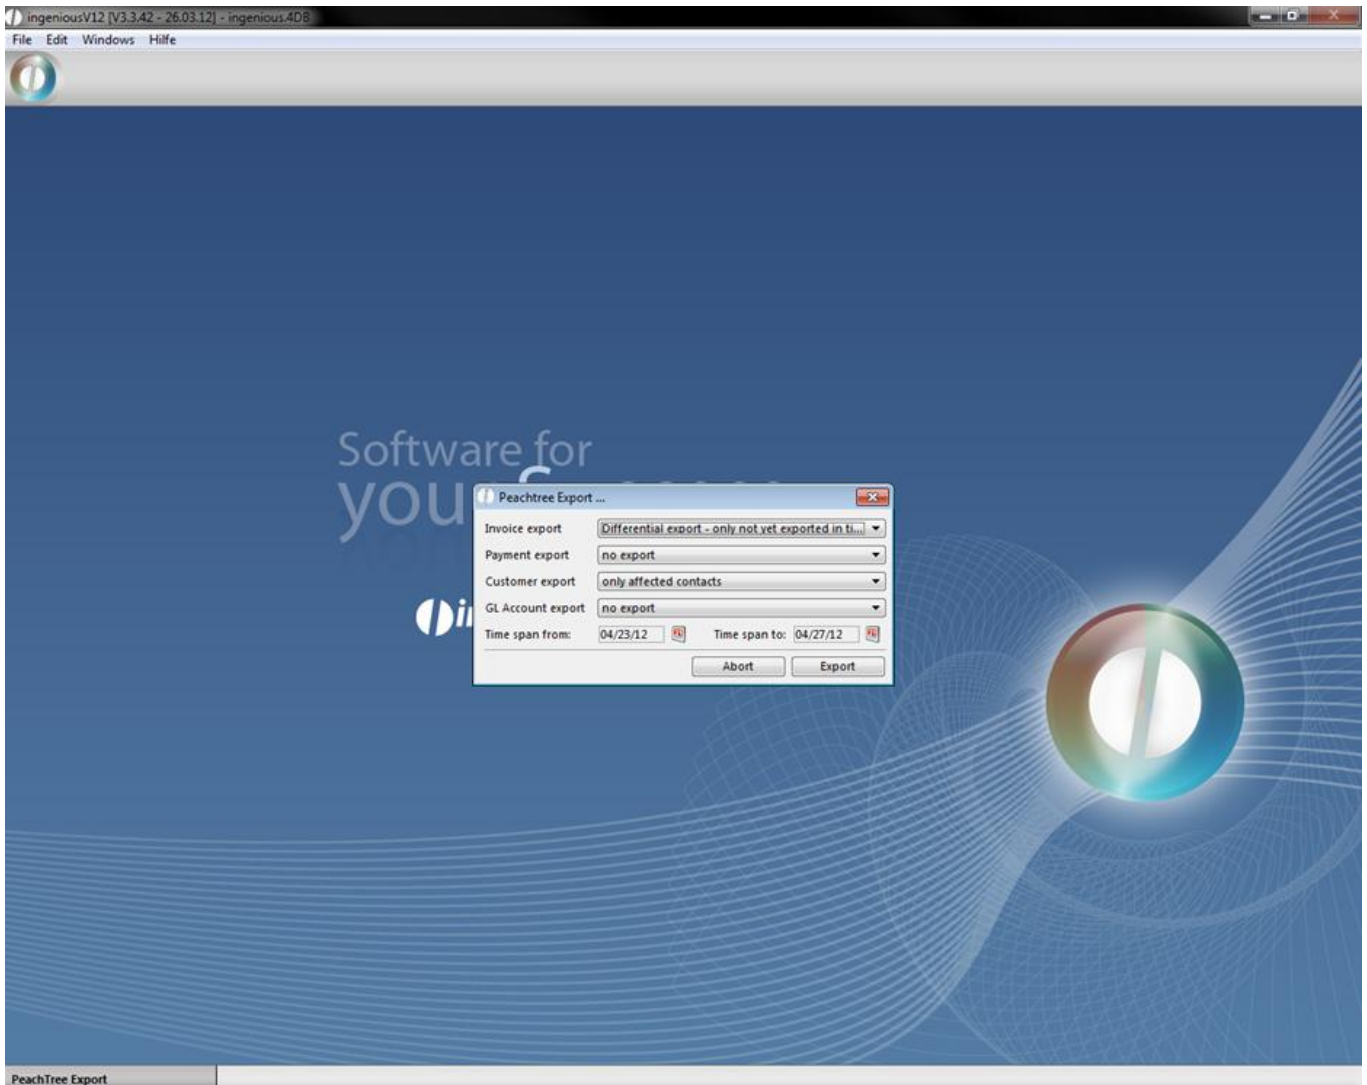 ingeniousV12 [V3.3.42 - 26.03.12] - ingenious.4DB
File Edit Windows Hilfe
Software for
you
Peachtree Export ...
Invoice export Differential export - only not yet exported in ti...
Payment export no export
Customer export only affected contacts
GL Account export no export
Time span from: 04/23/12 Time span to: 04/27/12
Abort Export
PeachTree Export